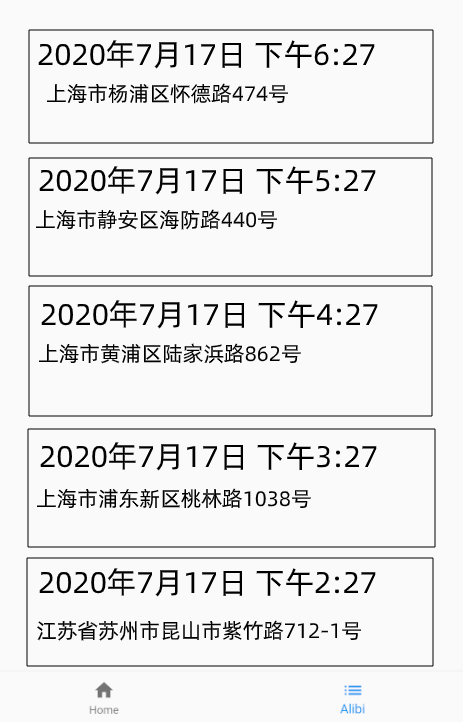 2020年7月17日 下午6:27
上海市杨浦区怀德路474号
2020年7月17日 下午5:27
上海市静安区海防路440号
2020年7月17日 下午4:27
上海市黄浦区陆家浜路862号
2020年7月17日 下午3:27
上海市浦东新区桃林路1038号
2020年7月17日 下午2:27
江苏省苏州市昆山市紫竹路712-1号
Home
Alibi